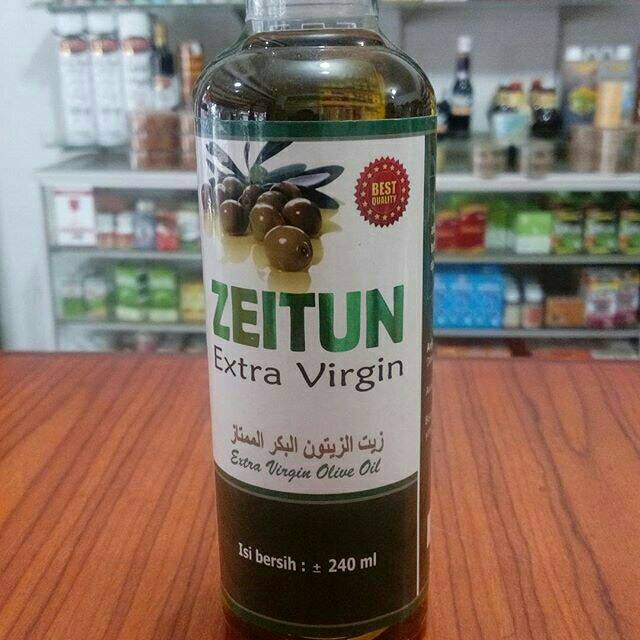 BEST
QUALITY
ZEITUN
Extra Virgin
زيت الزيتون البكر الممتاز
Extra Virgin Olive Oil
Isi bersih : ± 240 ml